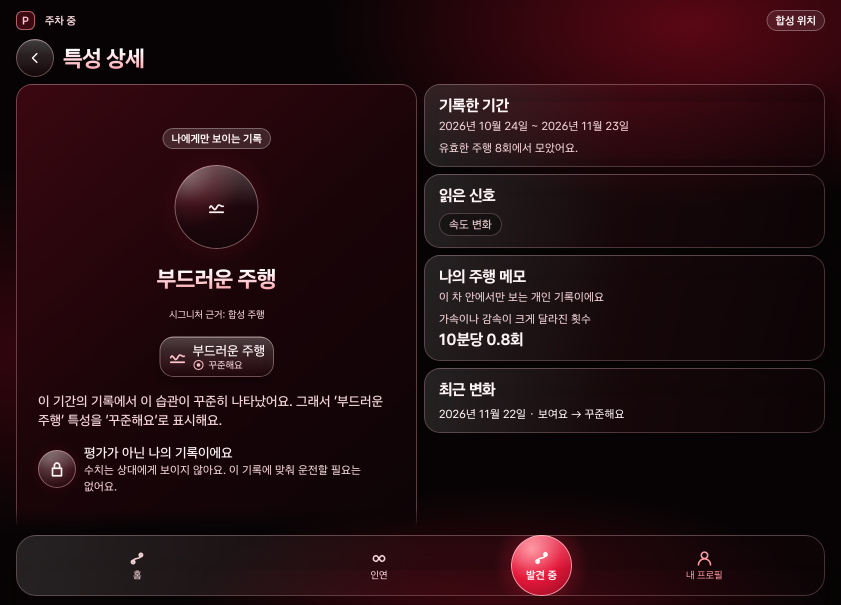 P 주차 중
합성 위치
특성 상세
나에게만 보이는 기록
부드러운 주행
시그니처 근거: 합성 주행
부드러운 주행
꾸준해요
이 기간의 기록에서 이 습관이 꾸준히 나타났어요. 그래서 '부드러운
주행' 특성을 '꾸준해요'로 표시해요.
평가가 아닌 나의 기록이에요
수치는 상대에게 보이지 않아요. 이 기록에 맞춰 운전할 필요는
없어요.
기록한 기간
2026년 10월 24일 ~ 2026년 11월 23일
유효한 주행 8회에서 모았어요.
읽은 신호
속도 변화
나의 주행 메모
이 차 안에서만 보는 개인 기록이에요
가속이나 감속이 크게 달라진 횟수
10분당 0.8회
최근 변화
2026년 11월 22일 · 보여요 → 꾸준해요
홈
인연
발견 중
내 프로필